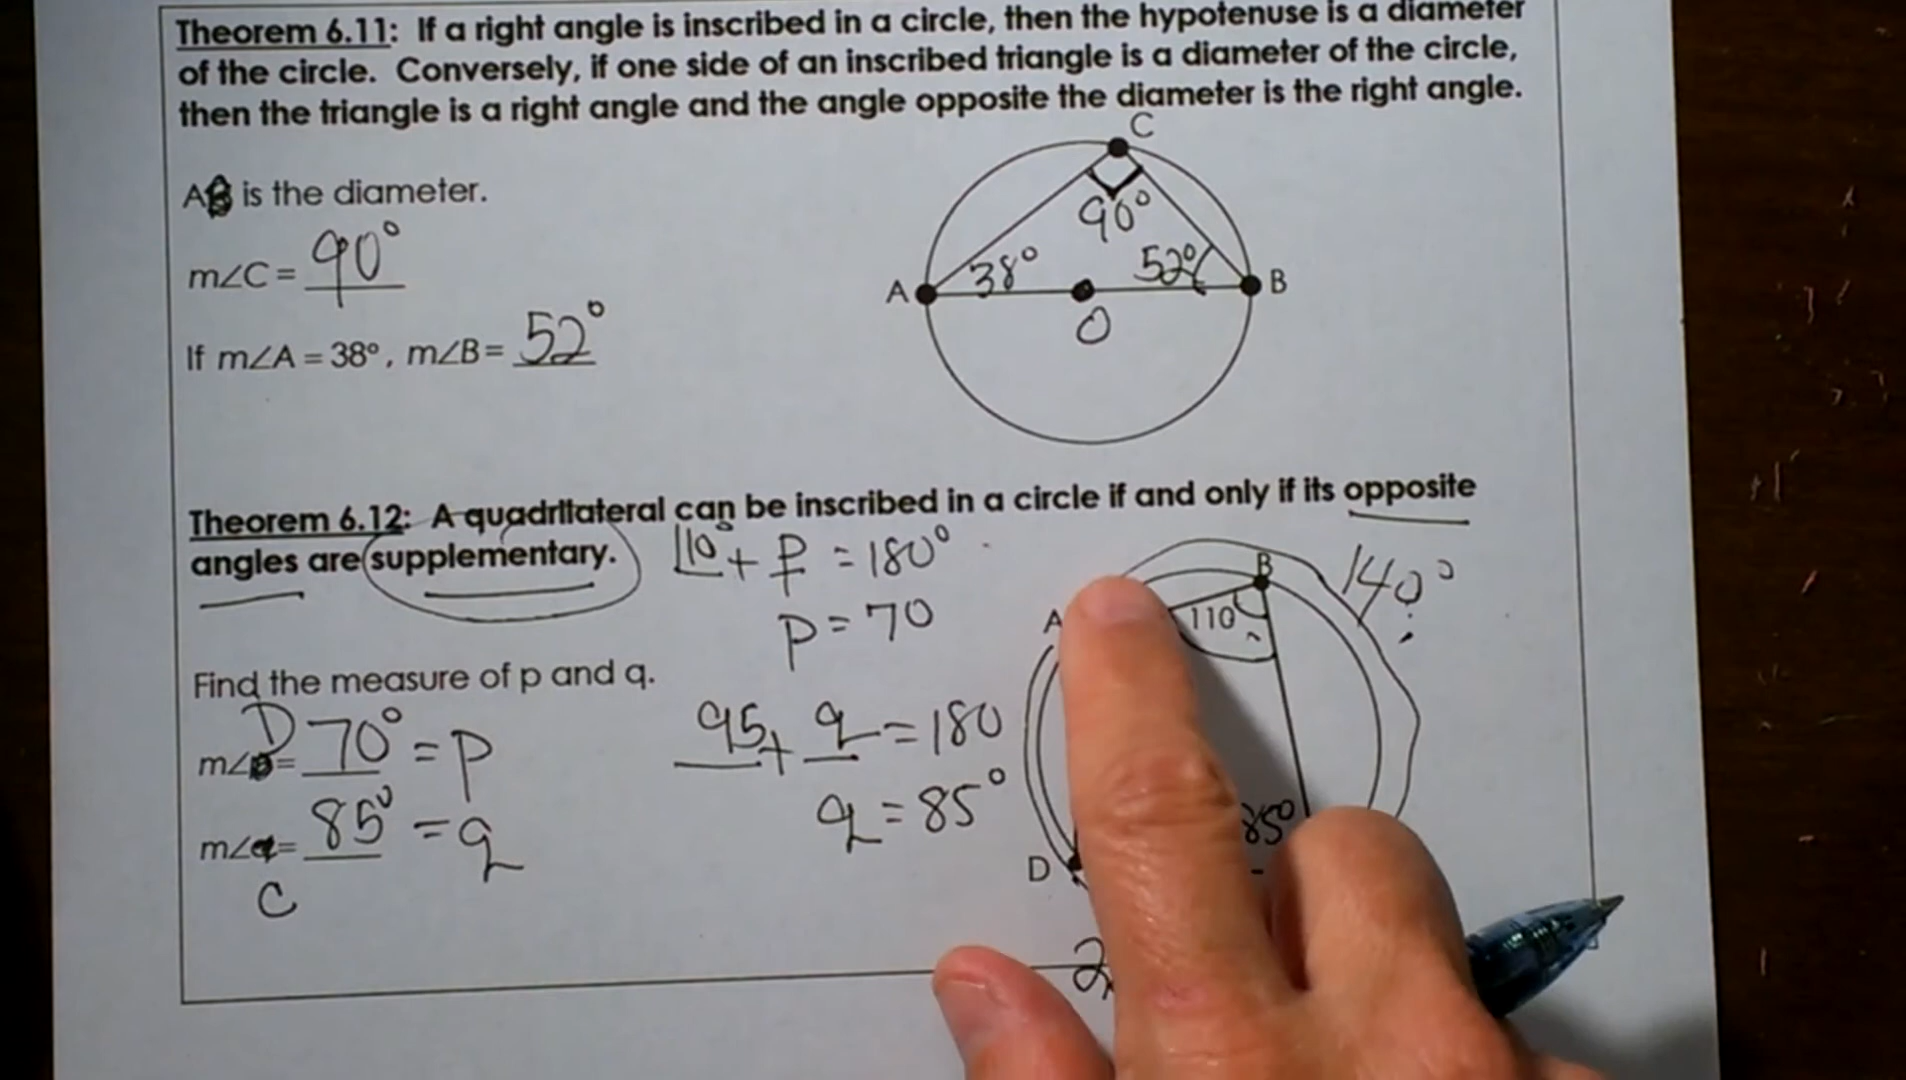 Theorem 6.11: If a right angle is inscribed in a circle, then the hypotenuse is a diameter
of the circle. Conversely, if one side of an inscribed triangle is a diameter of the circle,
then the triangle is a right angle and the angle opposite the diameter is the right angle.
C
AB is the diameter.
90°
m∠C = 90°
38°
52°
A
B
O
If m∠A = 38°, m∠B = 52°
Theorem 6.12: A quadrilateral can be inscribed in a circle if and only if its opposite
angles are supplementary.
110° + p = 180°
p = 70
B
140°
A
110
Find the measure of p and q.
D
m∠D = 70° = p
95 + q = 180
m∠ = 85° = q
q = 85°
85°
C
D
2